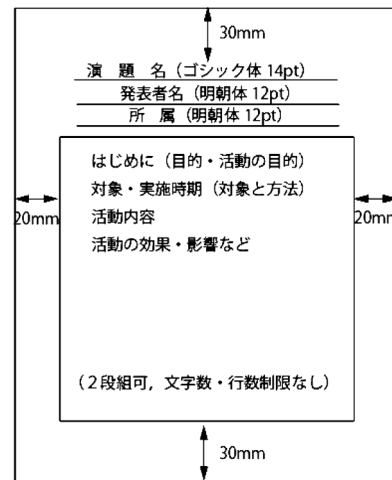 30mm
演 題 名（ゴシック体 14pt）
発表者名（明朝体 12pt）
所 属（明朝体 12pt）
はじめに（目的・活動の目的）
対象・実施時期（対象と方法）
活動内容
活動の効果・影響など
20mm
20mm
（２段組可，文字数・行数制限なし）
30mm